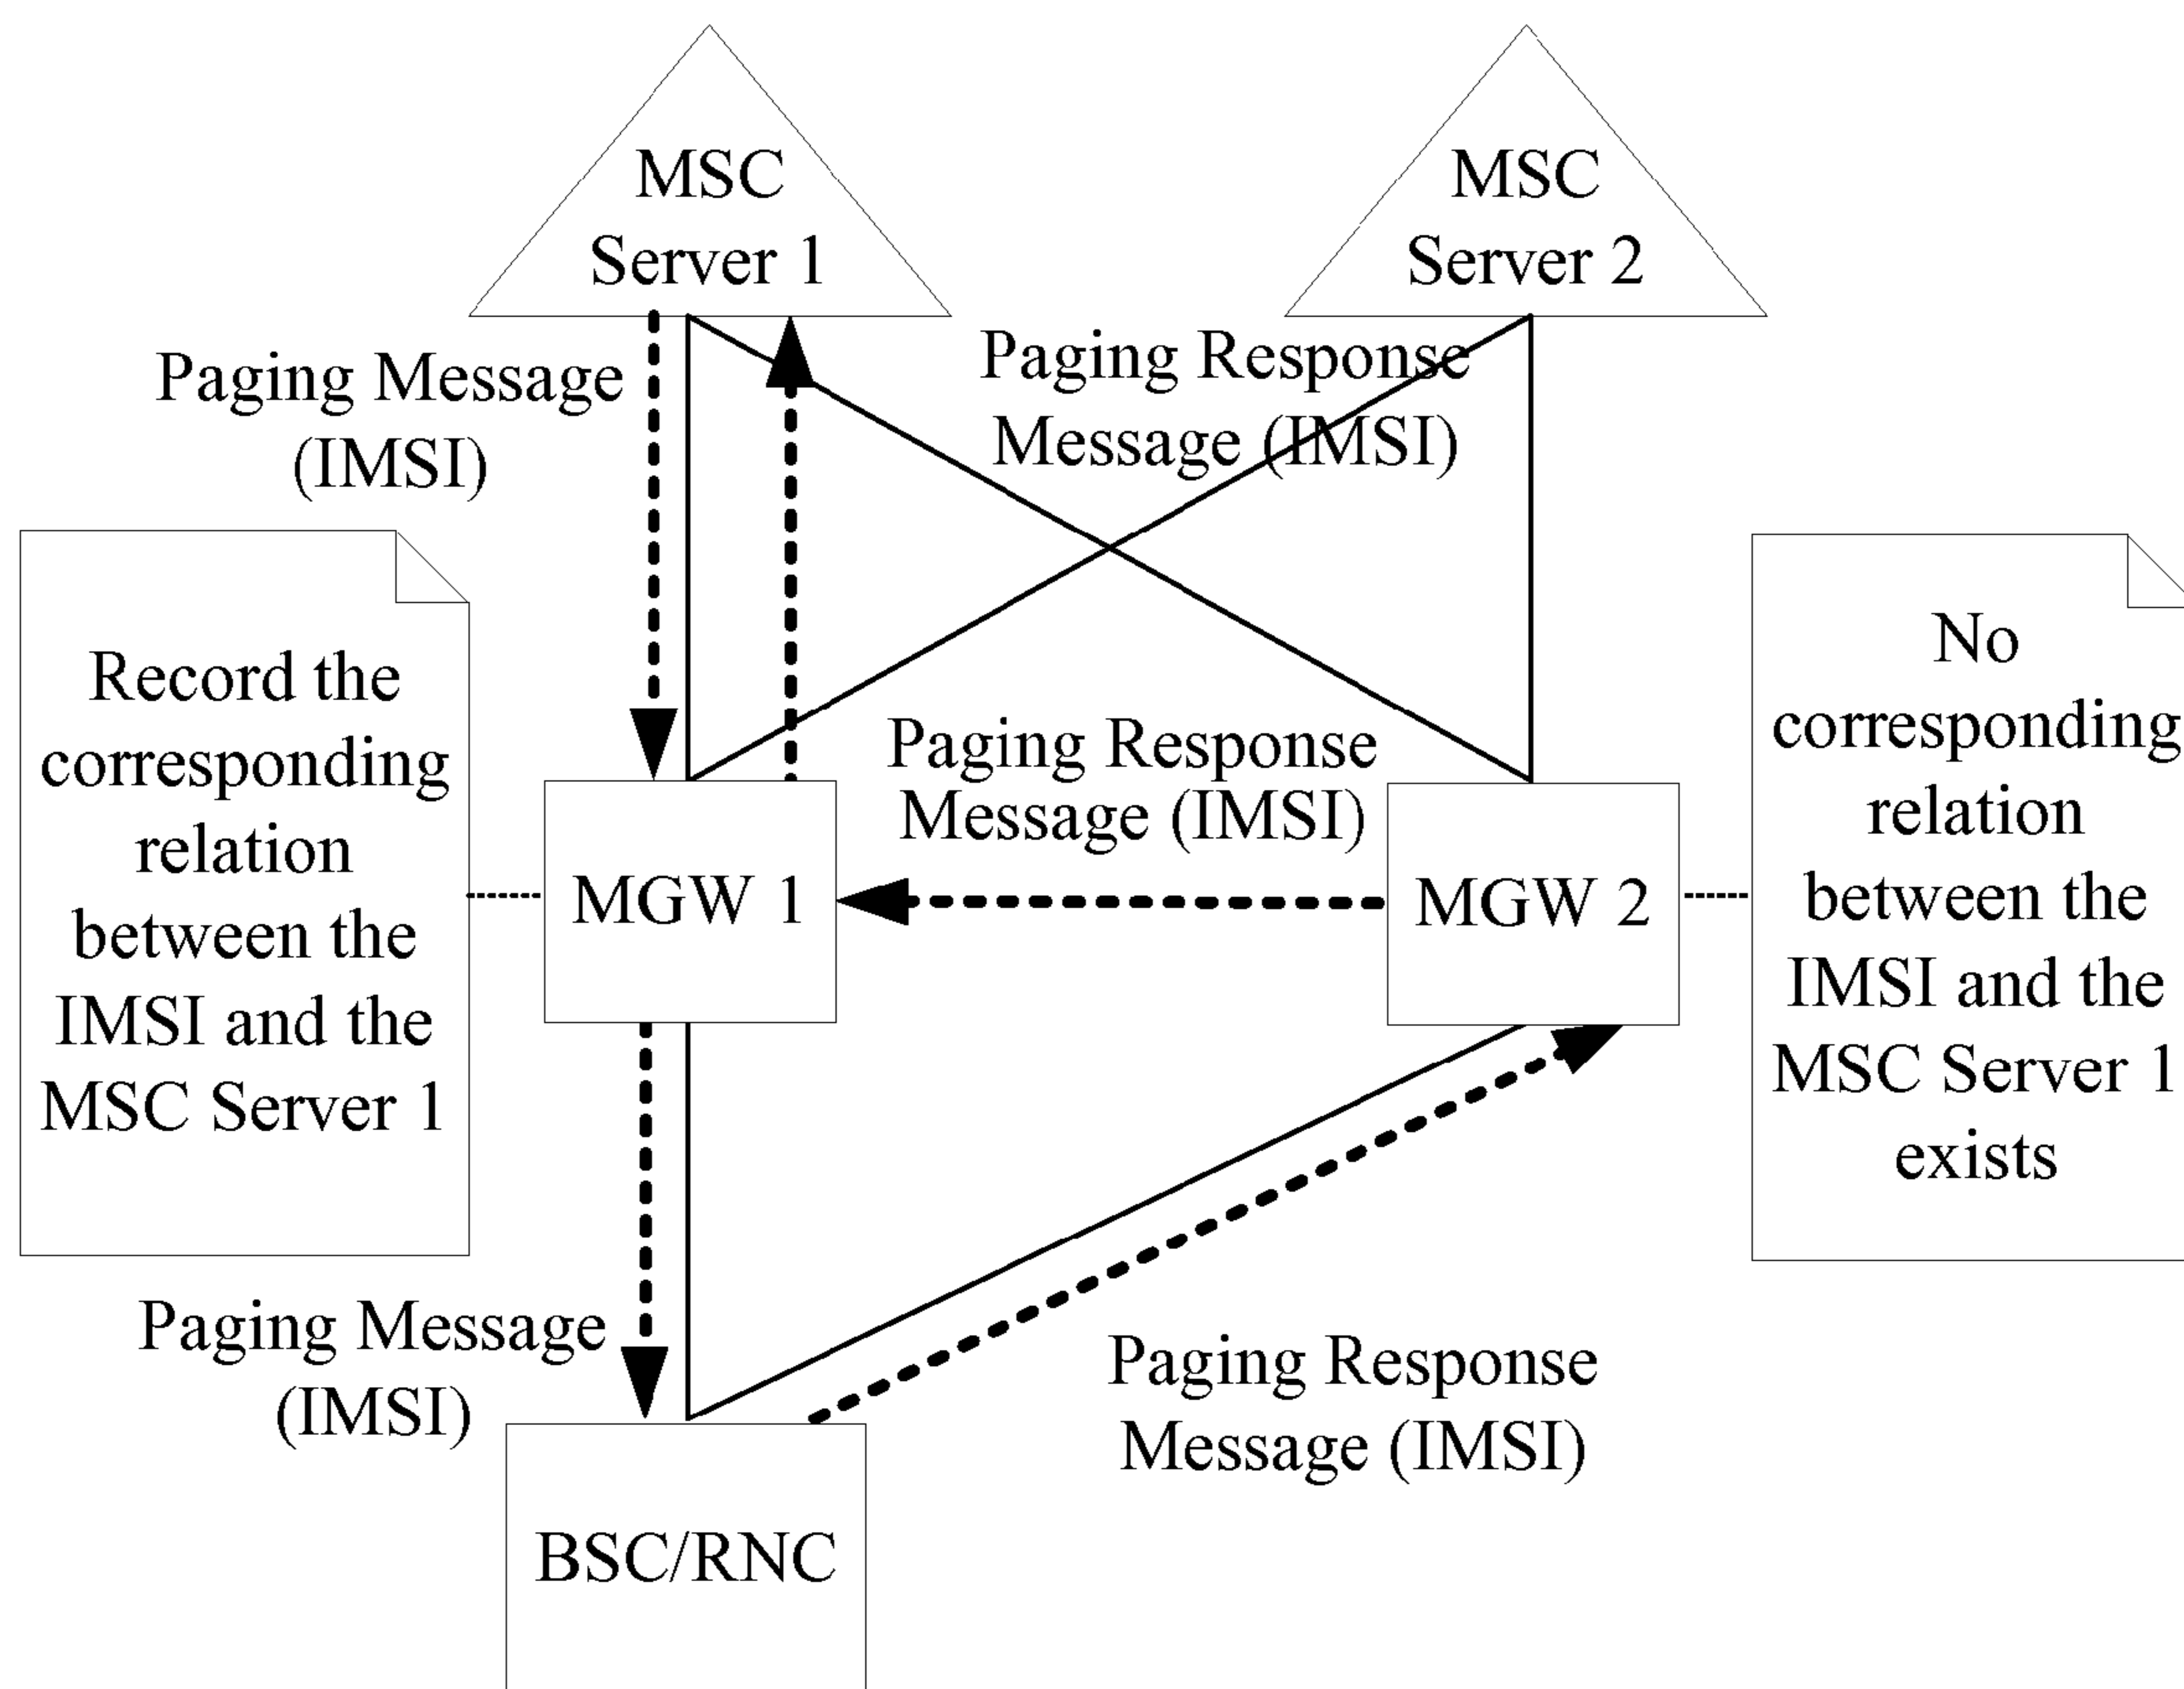 MSC
Server 1
MSC
Server 2
Paging Message
(IMSI)
Paging Response
Message (IMSI)
Record the
corresponding
relation
between the
IMSI and the
MSC Server 1
MGW 1
Paging Response
Message (IMSI)
MGW 2
No
corresponding
relation
between the
IMSI and the
MSC Server 1
exists
Paging Message
(IMSI)
Paging Response
Message (IMSI)
BSC/RNC